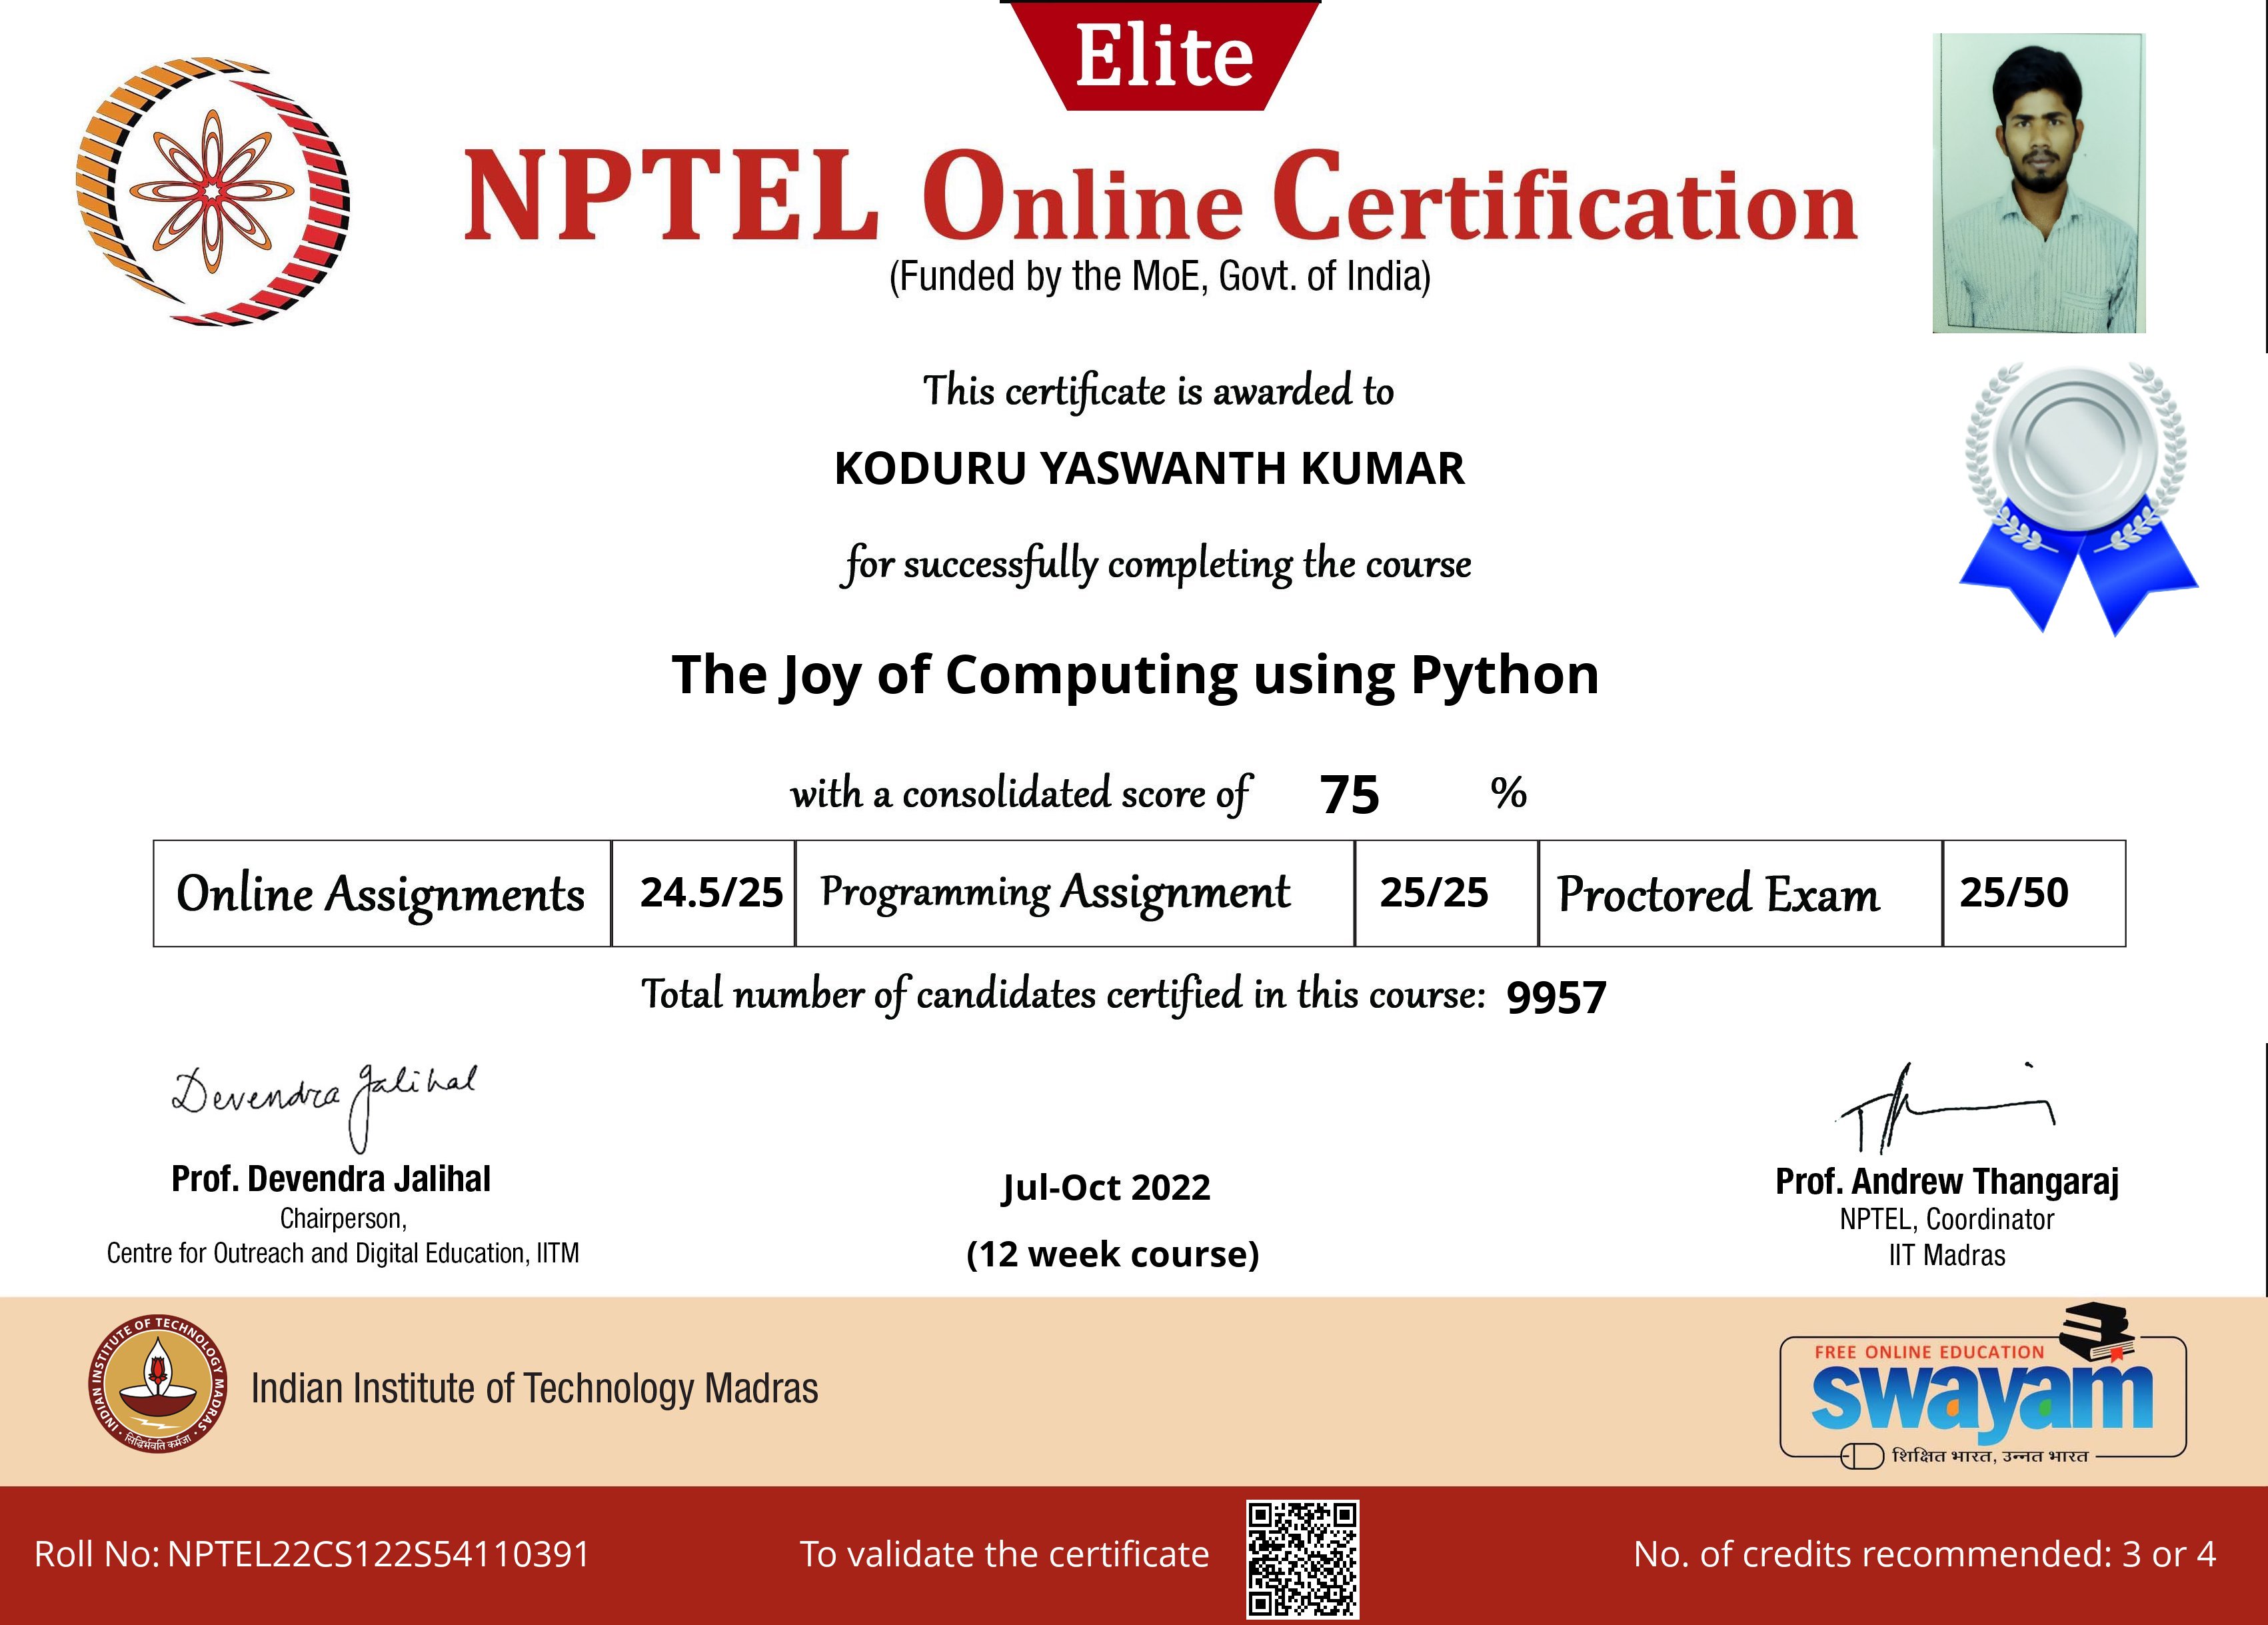 Elite
NPTEL Online Certification
(Funded by the MoE, Govt. of India)
This certificate is awarded to
KODURU YASWANTH KUMAR
for successfully completing the course
The Joy of Computing using Python
with a consolidated score of 75 %
Online Assignments 24.5/25 Programming Assignment 25/25 Proctored Exam 25/50
Total number of candidates certified in this course: 9957
Devendra Jalihal
Prof. Devendra Jalihal
Chairperson,
Centre for Outreach and Digital Education, IITM
Jul-Oct 2022
(12 week course)
Prof. Andrew Thangaraj
NPTEL, Coordinator
IIT Madras
INDIAN INSTITUTE OF TECHNOLOGY MADRAS
सिद्धिर्भवति कर्मजा
Indian Institute of Technology Madras
FREE ONLINE EDUCATION
swayam
शिक्षित भारत, उन्नत भारत
Roll No: NPTEL22CS122S54110391
To validate the certificate
No. of credits recommended: 3 or 4